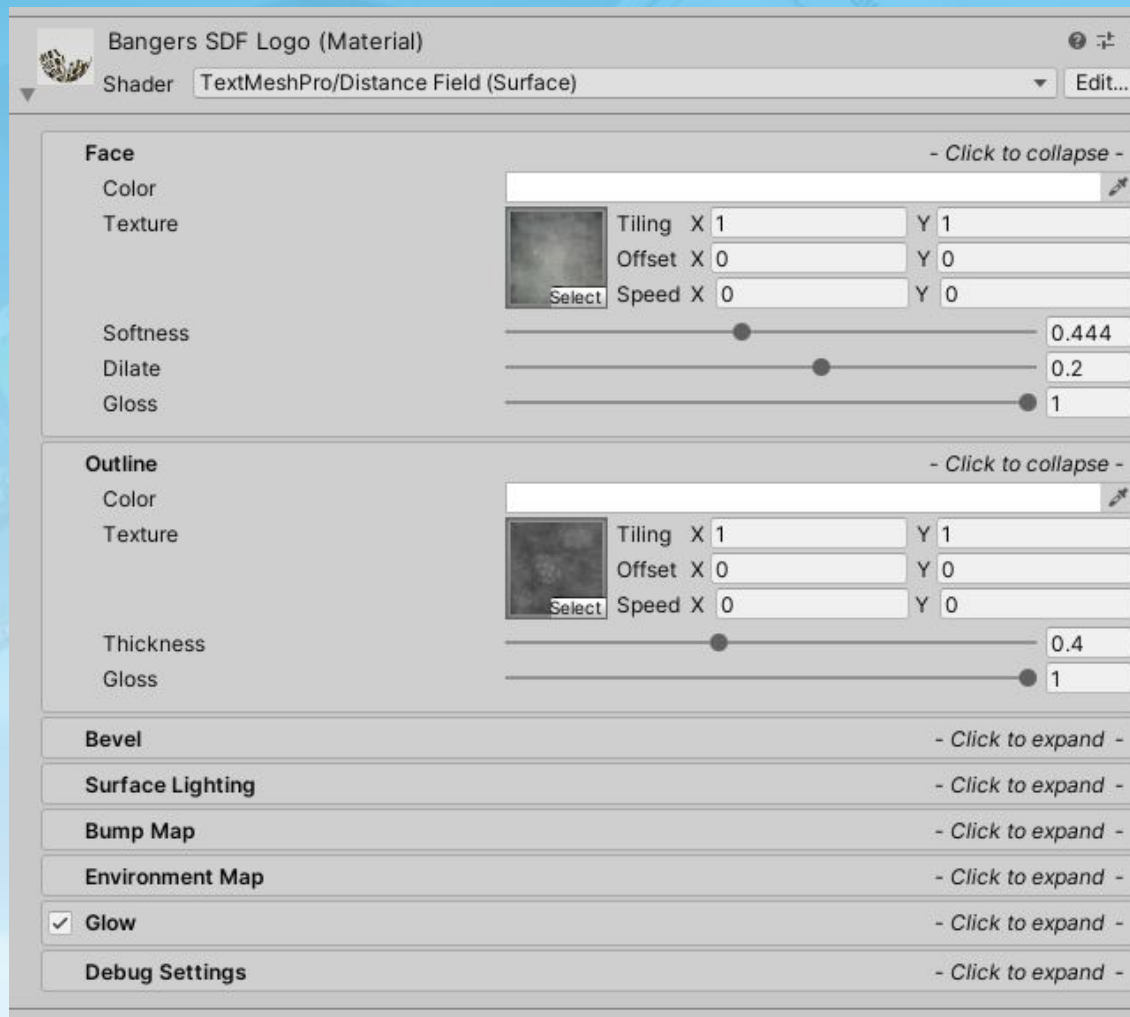 Bangers SDF Logo (Material)
Shader TextMeshPro/Distance Field (Surface) Edit...
Face - Click to collapse -
Color
Texture Tiling X 1 Y 1
Offset X 0 Y 0
Select Speed X 0 Y 0
Softness 0.444
Dilate 0.2
Gloss 1
Outline - Click to collapse -
Color
Texture Tiling X 1 Y 1
Offset X 0 Y 0
Select Speed X 0 Y 0
Thickness 0.4
Gloss 1
Bevel - Click to expand -
Surface Lighting - Click to expand -
Bump Map - Click to expand -
Environment Map - Click to expand -
Glow - Click to expand -
Debug Settings - Click to expand -